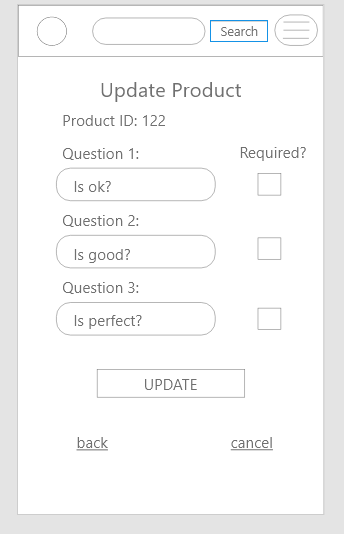 Search
Update Product
Product ID: 122
Question 1:
Required?
Is ok?
Question 2:
Is good?
Question 3:
Is perfect?
UPDATE
back
cancel